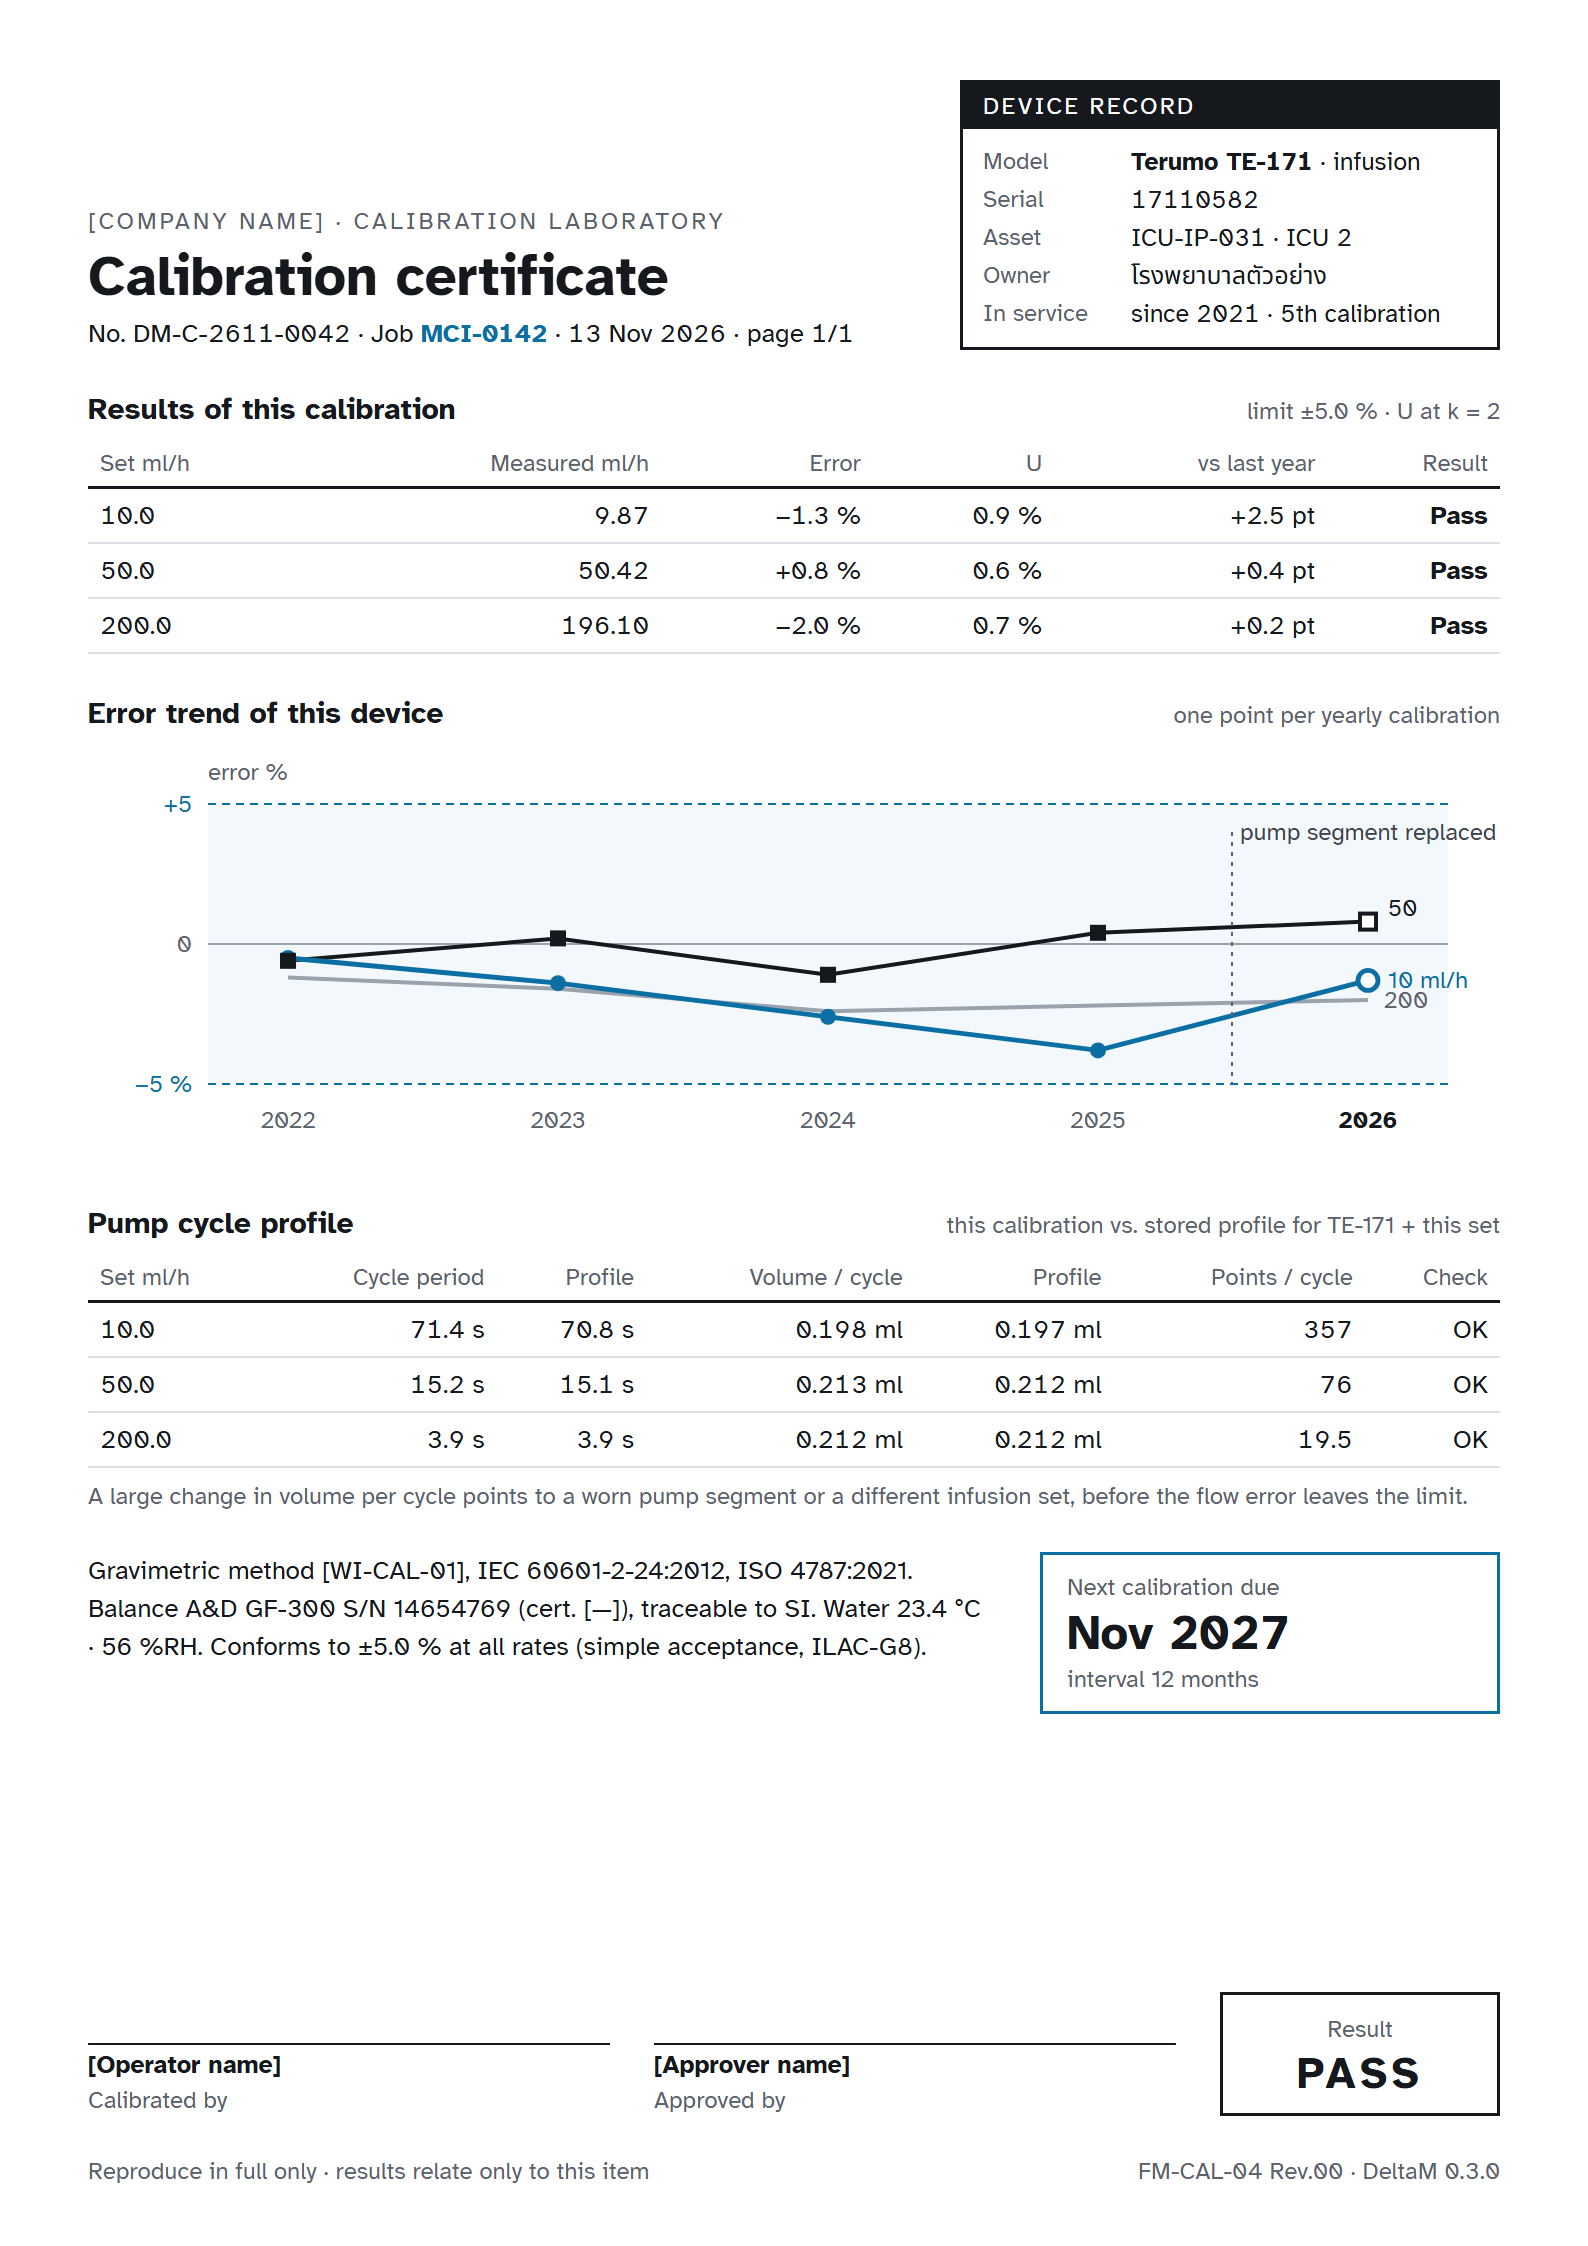 DEVICE RECORD
Model Terumo TE-171 · infusion
Serial 17110582
Asset ICU-IP-031 · ICU 2
Owner โรงพยาบาลตัวอย่าง
In service since 2021 · 5th calibration
[COMPANY NAME] · CALIBRATION LABORATORY
Calibration certificate
No. DM-C-2611-0042 · Job MCI-0142 · 13 Nov 2026 · page 1/1
Results of this calibration limit ±5.0 % · U at k = 2
Set ml/h Measured ml/h Error U vs last year Result
10.0 9.87 −1.3 % 0.9 % +2.5 pt Pass
50.0 50.42 +0.8 % 0.6 % +0.4 pt Pass
200.0 196.10 −2.0 % 0.7 % +0.2 pt Pass
Error trend of this device one point per yearly calibration
error %
+5
pump segment replaced
50
0
10 ml/h
200
−5 %
2022 2023 2024 2025 2026
Pump cycle profile this calibration vs. stored profile for TE-171 + this set
Set ml/h Cycle period Profile Volume / cycle Profile Points / cycle Check
10.0 71.4 s 70.8 s 0.198 ml 0.197 ml 357 OK
50.0 15.2 s 15.1 s 0.213 ml 0.212 ml 76 OK
200.0 3.9 s 3.9 s 0.212 ml 0.212 ml 19.5 OK
A large change in volume per cycle points to a worn pump segment or a different infusion set, before the flow error leaves the limit.
Gravimetric method [WI-CAL-01], IEC 60601-2-24:2012, ISO 4787:2021.
Balance A&D GF-300 S/N 14654769 (cert. [—]), traceable to SI. Water 23.4 °C
· 56 %RH. Conforms to ±5.0 % at all rates (simple acceptance, ILAC-G8).
Next calibration due
Nov 2027
interval 12 months
[Operator name]
Calibrated by
[Approver name]
Approved by
Result
PASS
Reproduce in full only · results relate only to this item
FM-CAL-04 Rev.00 · DeltaM 0.3.0